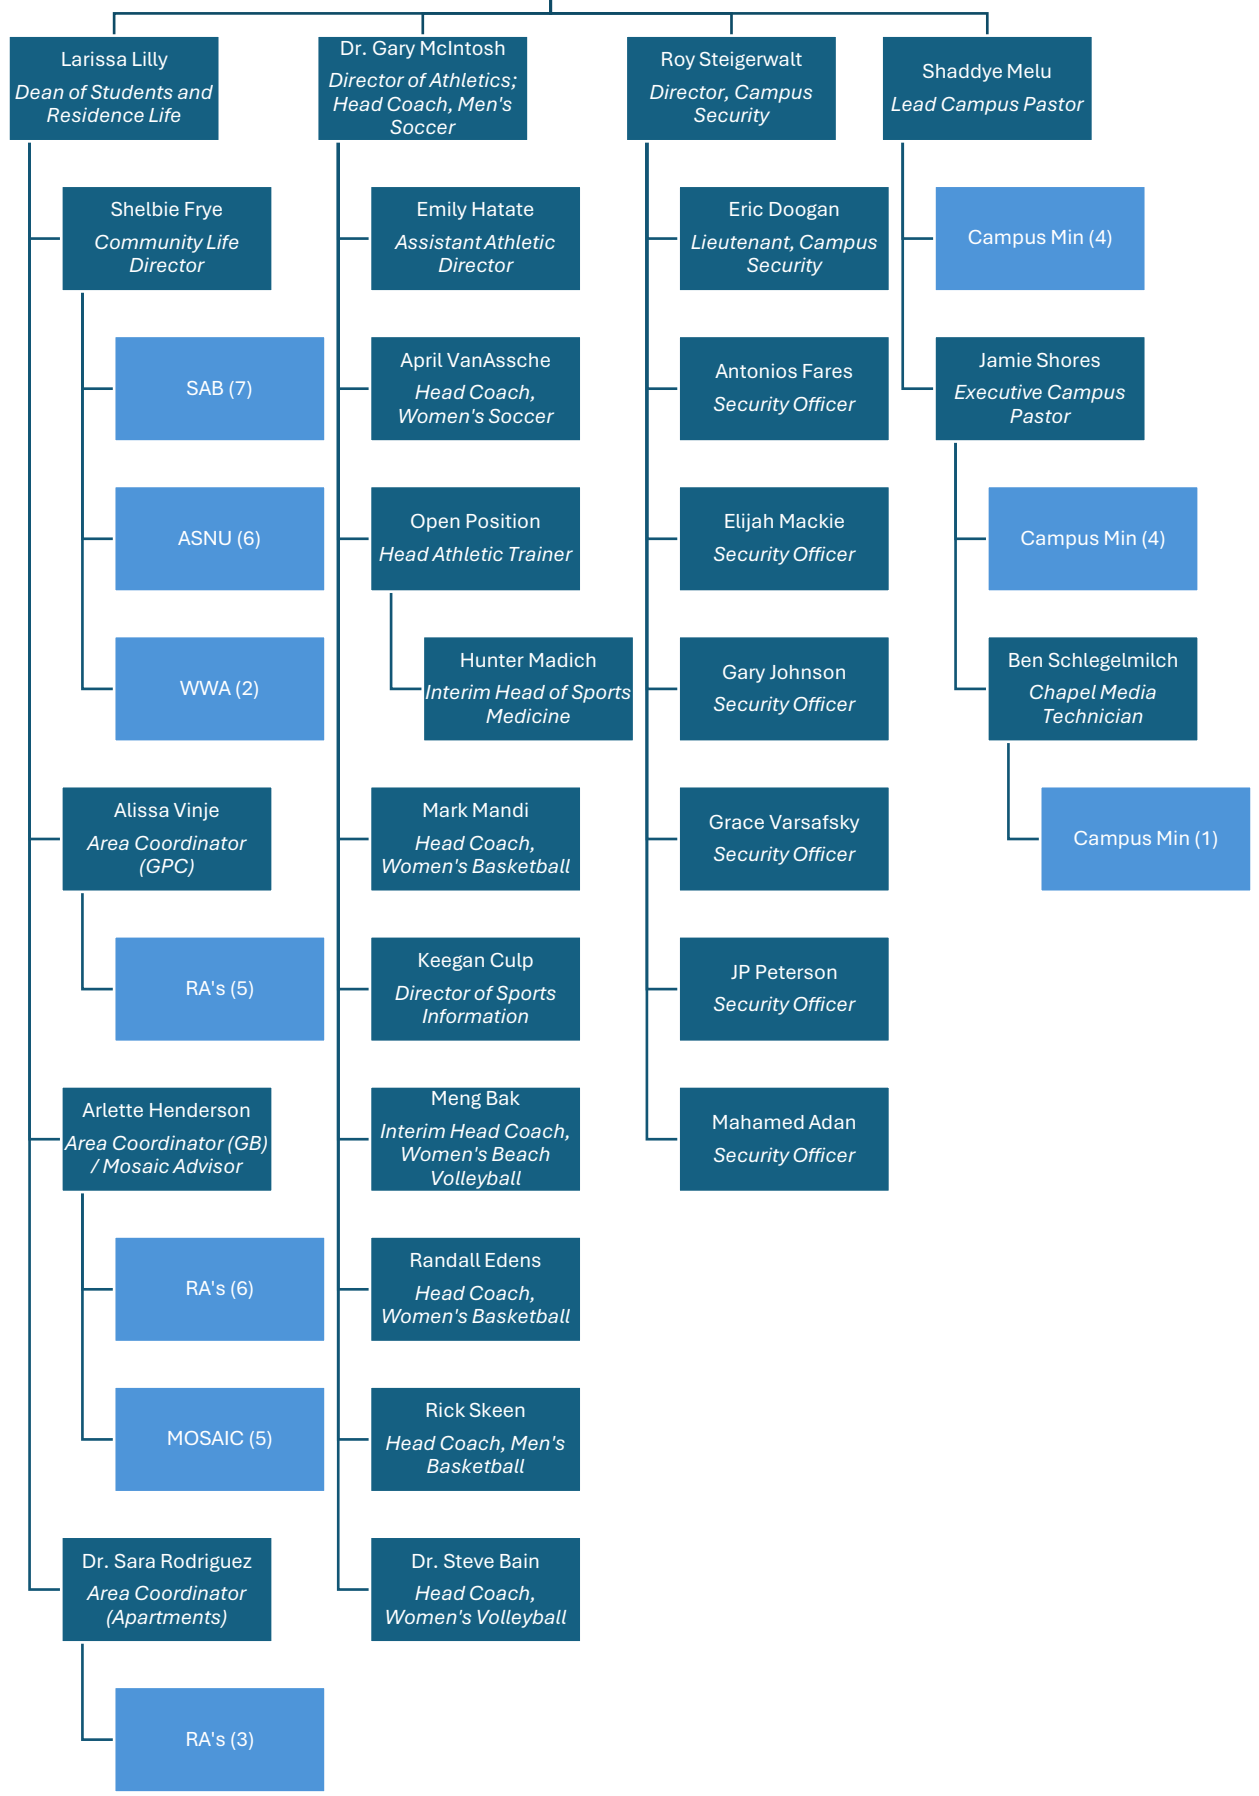 Larissa Lilly
Dean of Students and
Residence Life
Dr. Gary McIntosh
Director of Athletics;
Head Coach, Men's
Soccer
Roy Steigerwalt
Director, Campus
Security
Shaddye Melu
Lead Campus Pastor
Shelbie Frye
Community Life
Director
SAB (7)
ASNU (6)
WWA (2)
Alissa Vinje
Area Coordinator
(GPC)
RA's (5)
Arlette Henderson
Area Coordinator (GB)
/ Mosaic Advisor
RA's (6)
MOSAIC (5)
Dr. Sara Rodriguez
Area Coordinator
(Apartments)
RA's (3)
Emily Hatate
Assistant Athletic
Director
April VanAssche
Head Coach,
Women's Soccer
Open Position
Head Athletic Trainer
Hunter Madich
Interim Head of Sports
Medicine
Mark Mandi
Head Coach,
Women's Basketball
Keegan Culp
Director of Sports
Information
Meng Bak
Interim Head Coach,
Women's Beach
Volleyball
Randall Edens
Head Coach,
Women's Basketball
Rick Skeen
Head Coach, Men's
Basketball
Dr. Steve Bain
Head Coach,
Women's Volleyball
Eric Doogan
Lieutenant, Campus
Security
Antonios Fares
Security Officer
Elijah Mackie
Security Officer
Gary Johnson
Security Officer
Grace Varsafsky
Security Officer
JP Peterson
Security Officer
Mahamed Adan
Security Officer
Campus Min (4)
Jamie Shores
Executive Campus
Pastor
Campus Min (4)
Ben Schlegelmilch
Chapel Media
Technician
Campus Min (1)